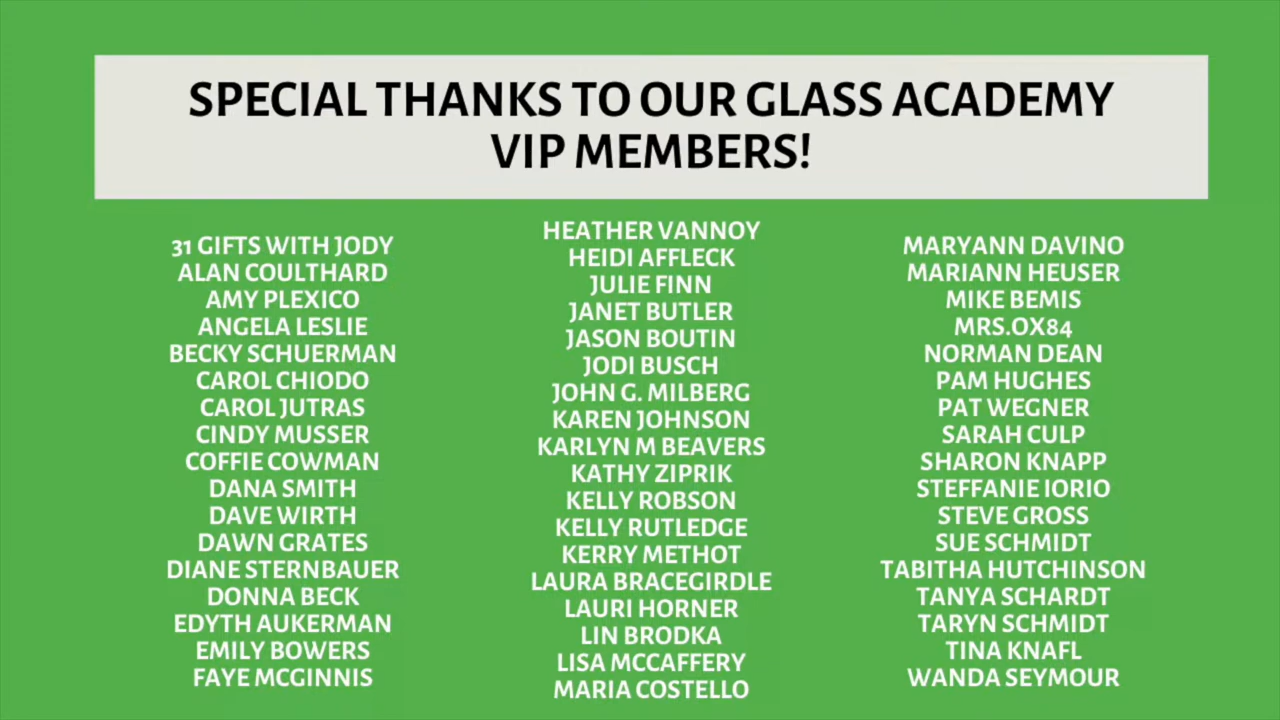 SPECIAL THANKS TO OUR GLASS ACADEMY
VIP MEMBERS!
31 GIFTS WITH JODY
ALAN COULTHARD
AMY PLEXICO
ANGELA LESLIE
BECKY SCHUERMAN
CAROL CHIODO
CAROL JUTRAS
CINDY MUSSER
COFFIE COWMAN
DANA SMITH
DAVE WIRTH
DAWN GRATES
DIANE STERNBAUER
DONNA BECK
EDYTH AUKERMAN
EMILY BOWERS
FAYE MCGINNIS
HEATHER VANNOY
HEIDI AFFLECK
JULIE FINN
JANET BUTLER
JASON BOUTIN
JODI BUSCH
JOHN G. MILBERG
KAREN JOHNSON
KARLYN M BEAVERS
KATHY ZIPRIK
KELLY ROBSON
KELLY RUTLEDGE
KERRY METHOT
LAURA BRACEGIRDLE
LAURI HORNER
LIN BRODKA
LISA MCCAFFERY
MARIA COSTELLO
MARYANN DAVINO
MARIANN HEUSER
MIKE BEMIS
MRS.OX84
NORMAN DEAN
PAM HUGHES
PAT WEGNER
SARAH CULP
SHARON KNAPP
STEFFANIE IORIO
STEVE GROSS
SUE SCHMIDT
TABITHA HUTCHINSON
TANYA SCHARDT
TARYN SCHMIDT
TINA KNAFL
WANDA SEYMOUR